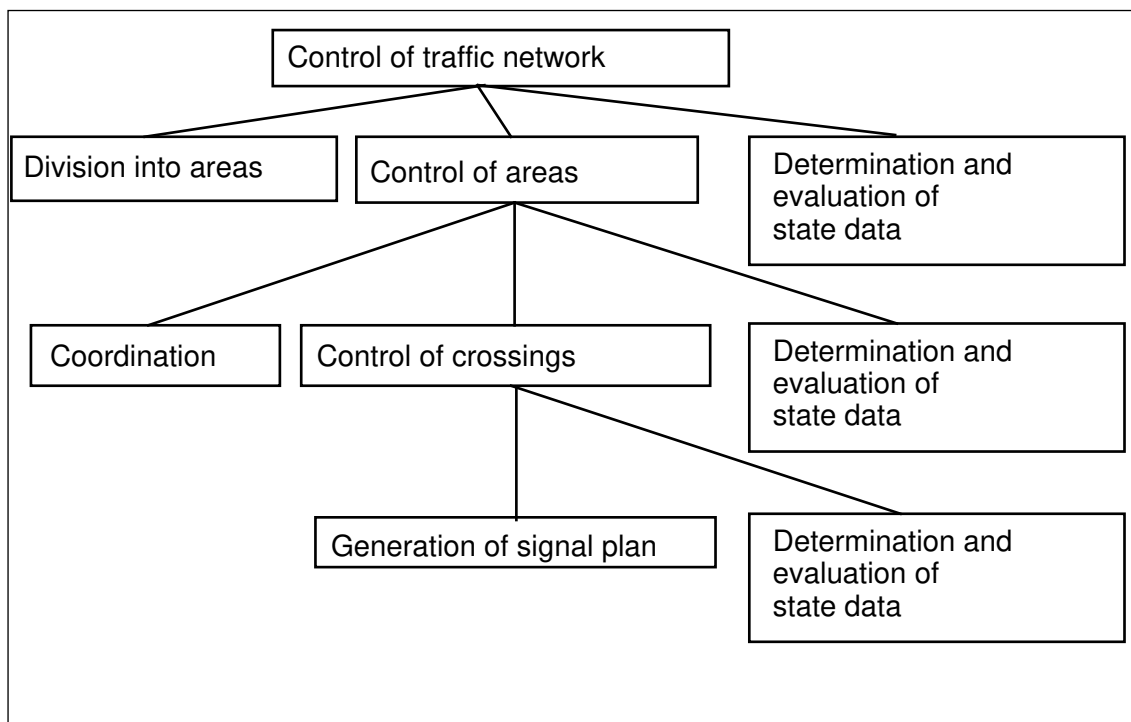 Control of traffic network
Division into areas
Control of areas
Determination and
evaluation of
state data
Coordination
Control of crossings
Determination and
evaluation of
state data
Generation of signal plan
Determination and
evaluation of
state data